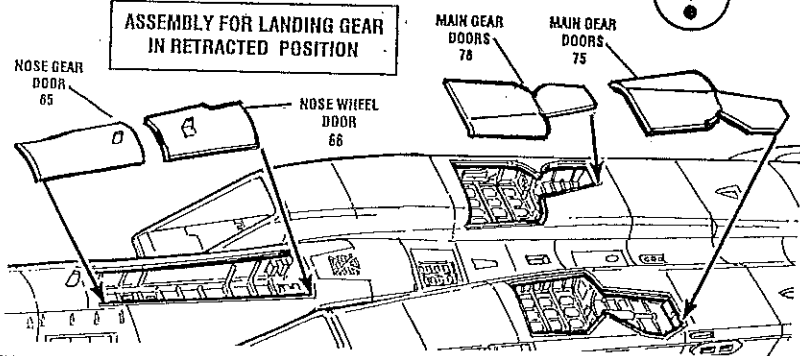 ASSEMBLY FOR LANDING GEAR
IN RETRACTED POSITION
NOSE GEAR
DOOR
65
NOSE WHEEL
DOOR
66
MAIN GEAR
DOORS
78
MAIN GEAR
DOORS
75